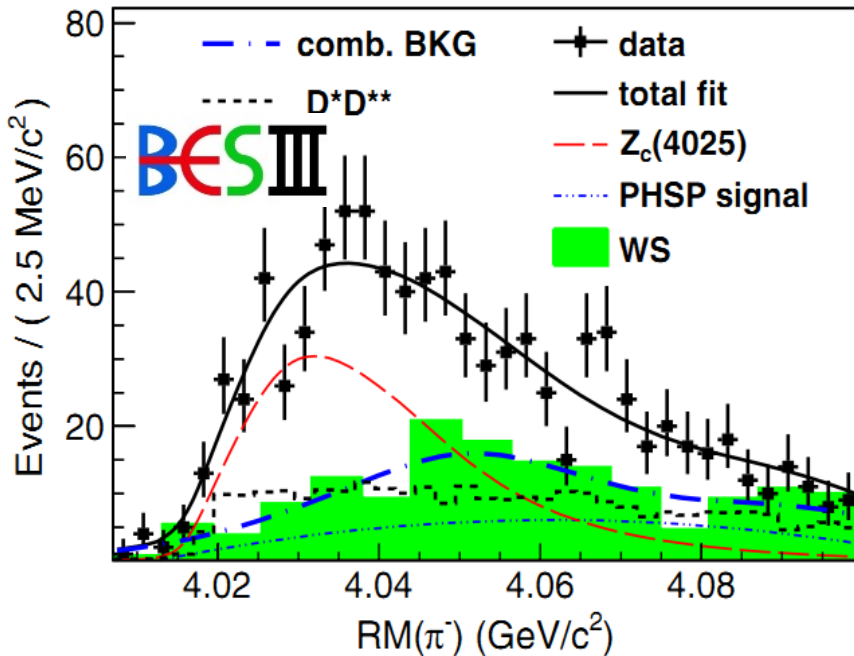 80
60
40
20
Events / ( 2.5 MeV/c²)
comb. BKG
D*D**
BESIII
data
total fit
Z_c(4025)
PHSP signal
WS
4.02 4.04 4.06 4.08
RM(π⁻) (GeV/c²)